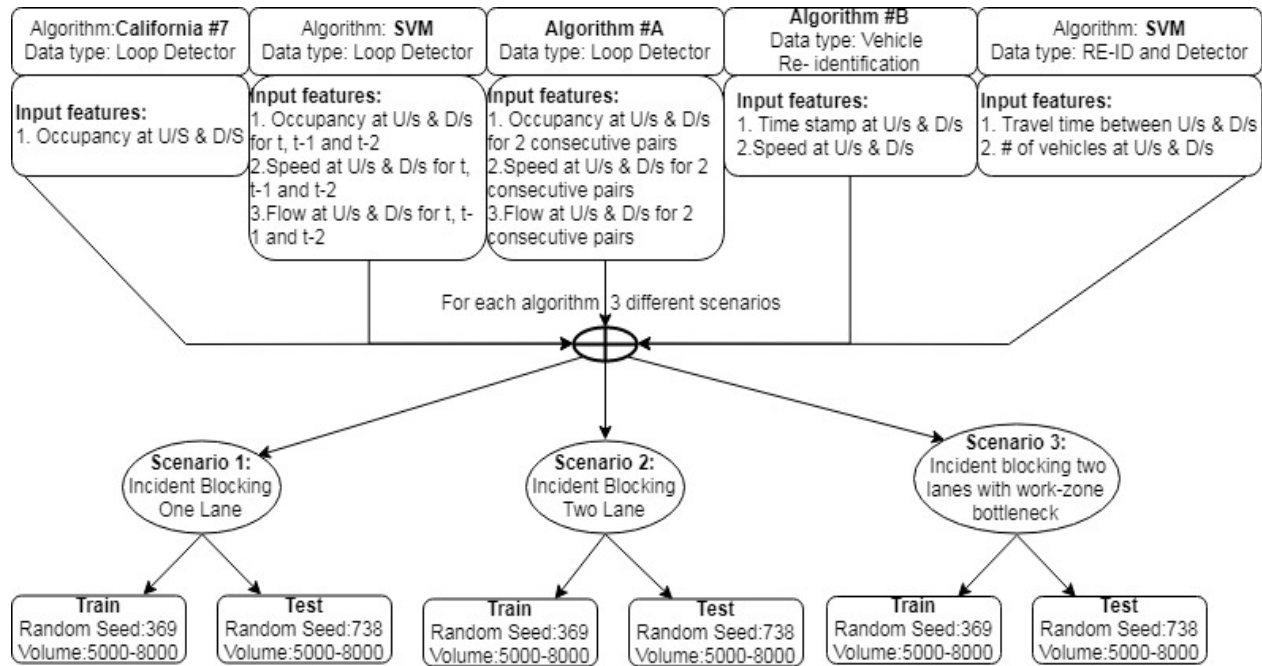 Algorithm:California #7
Data type: Loop Detector
Algorithm: SVM
Data type: Loop Detector
Algorithm #A
Data type: Loop Detector
Algorithm #B
Data type: Vehicle
Re- identification
Algorithm: SVM
Data type: RE-ID and Detector
Input features:
1. Occupancy at U/S & D/S
Input features:
1. Occupancy at U/s & D/s
for t, t-1 and t-2
2.Speed at U/s & D/s for t,
t-1 and t-2
3.Flow at U/s & D/s for t, t-
1 and t-2
Input features:
1. Occupancy at U/s & D/s
for 2 consecutive pairs
2.Speed at U/s & D/s for 2
consecutive pairs
3.Flow at U/s & D/s for 2
consecutive pairs
Input features:
1. Time stamp at U/s & D/s
2.Speed at U/s & D/s
Input features:
1. Travel time between U/s & D/s
2. # of vehicles at U/s & D/s
For each algorithm 3 different scenarios
Scenario 1:
Incident Blocking
One Lane
Scenario 2:
Incident Blocking
Two Lane
Scenario 3:
Incident blocking two
lanes with work-zone
bottleneck
Train
Random Seed:369
Volume:5000-8000
Test
Random Seed:738
Volume:5000-8000
Train
Random Seed:369
Volume:5000-8000
Test
Random Seed:738
Volume:5000-8000
Train
Random Seed:369
Volume:5000-8000
Test
Random Seed:738
Volume:5000-8000